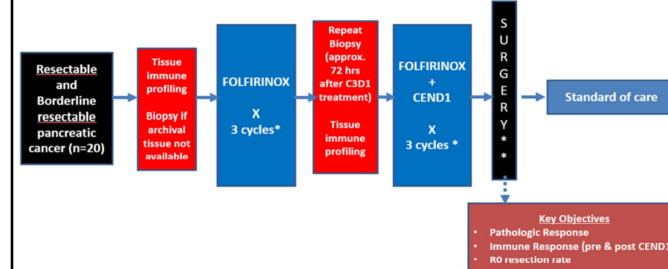 Resectable
and
Borderline
resectable
pancreatic
cancer (n=20)
Tissue
immune
profiling
Biopsy if
archival
tissue not
available
FOLFIRINOX
X
3 cycles*
Repeat
Biopsy
(approx.
72 hrs
after C3D1
treatment)
Tissue
immune
profiling
FOLFIRINOX
+
CEND1
X
3 cycles *
S
U
R
G
E
R
Y
*
*
Standard of care
Key Objectives
• Pathologic Response
• Immune Response (pre & post CEND1
• R0 resection rate